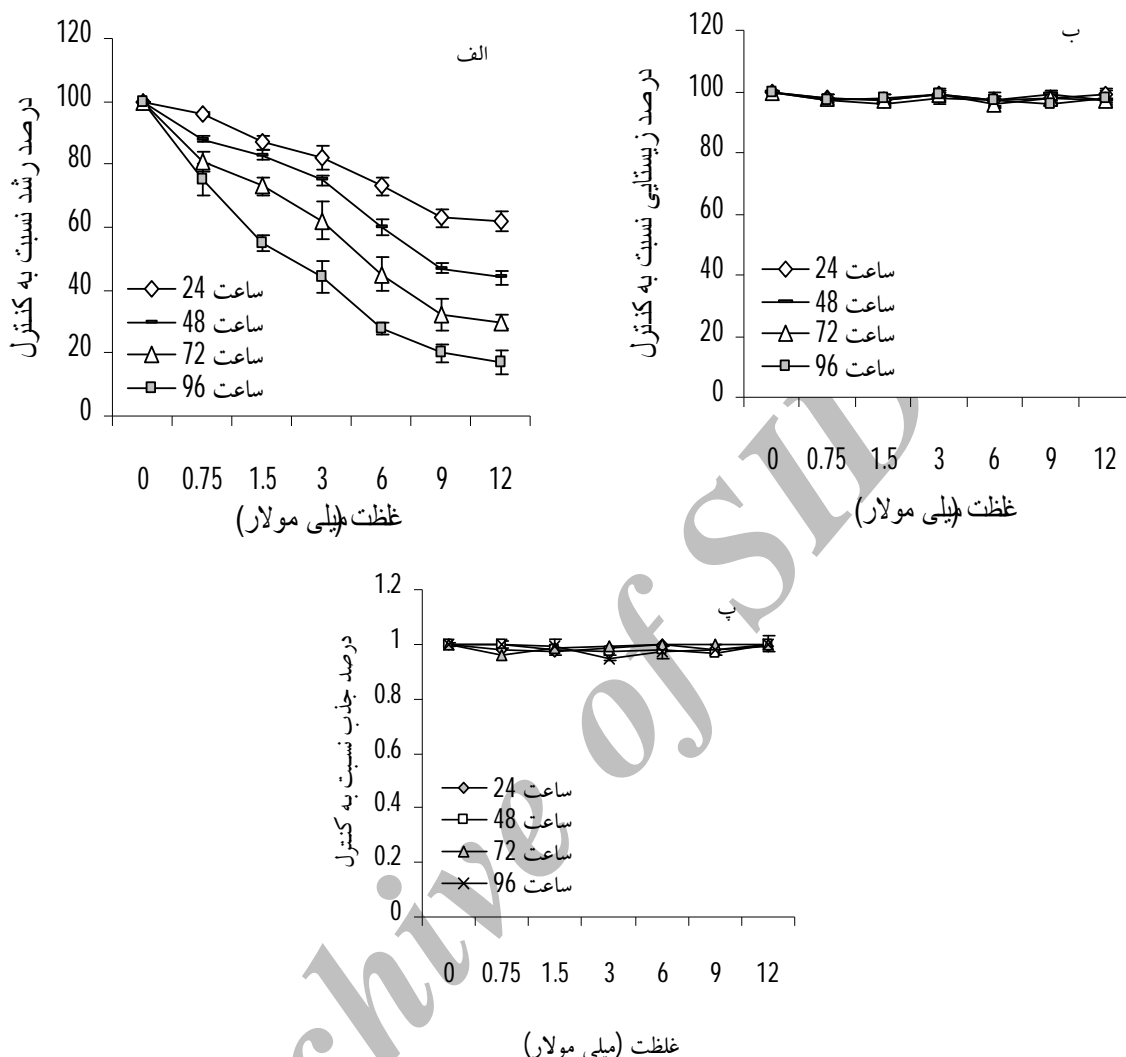 الف
درصد رشد نسبت به کنترل
120
100
80
60
40
20
0
24 ساعت
48 ساعت
72 ساعت
96 ساعت
0 0.75 1.5 3 6 9 12
غلظت (میلی مولار)
ب
درصد زیستایی نسبت به کنترل
120
100
80
60
40
20
0
24 ساعت
48 ساعت
72 ساعت
96 ساعت
0 0.75 1.5 3 6 9 12
غلظت (میلی مولار)
پ
درصد جذب نسبت به کنترل
1.2
1
0.8
0.6
0.4
0.2
0
24 ساعت
48 ساعت
72 ساعت
96 ساعت
0 0.75 1.5 3 6 9 12
غلظت (میلی مولار)
chive of SID